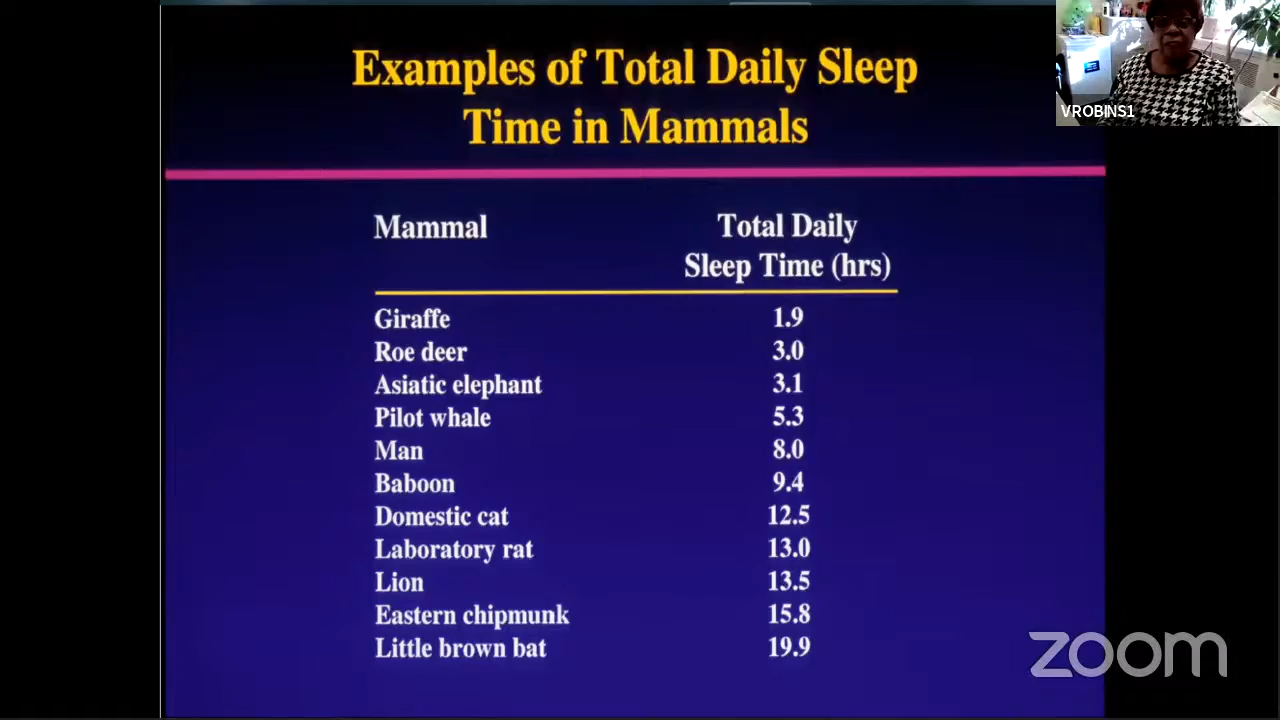 Examples of Total Daily Sleep
Time in Mammals
VROBINS1
Mammal Total Daily
Sleep Time (hrs)
Giraffe 1.9
Roe deer 3.0
Asiatic elephant 3.1
Pilot whale 5.3
Man 8.0
Baboon 9.4
Domestic cat 12.5
Laboratory rat 13.0
Lion 13.5
Eastern chipmunk 15.8
Little brown bat 19.9
zoom